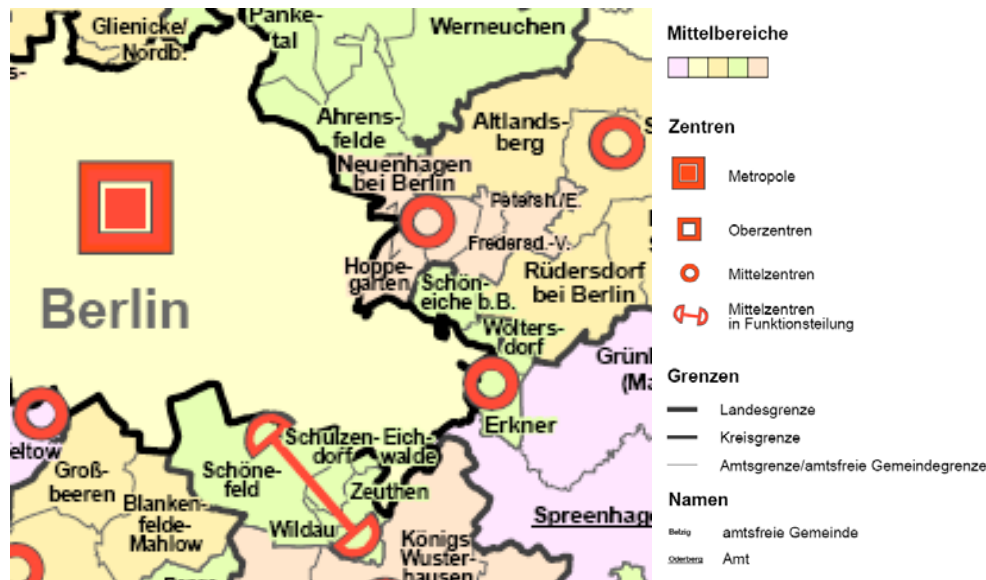 Glienicke/
Nordb.
Panke-
tal
Werneuchen
s-
Ahrens-
felde
Altlands-
berg
S
Neuenhagen
bei Berlin
Petersh./E.
Fredersd.-V.
Hoppe-
garten
Schön-
eiche b.B.
Rüdersdorf
bei Berlin
Berlin
Wolters-
dorf
Grün
(Ma
Erkner
eltow
Groß-
beeren
Schöne-
feld
Schulzen-
dorf
Eich-
walde
Zeuthen
Blanken-
felde-
Mahlow
Wildau
Königs
Wuster-
hausen
Spreenhag
Mittelbereiche
Zentren
Metropole
Oberzentren
Mittelzentren
Mittelzentren
in Funktionsteilung
Grenzen
Landesgrenze
Kreisgrenze
Amtsgrenze/amtsfreie Gemeindegrenze
Namen
Belzig amtsfreie Gemeinde
Oderberg Amt